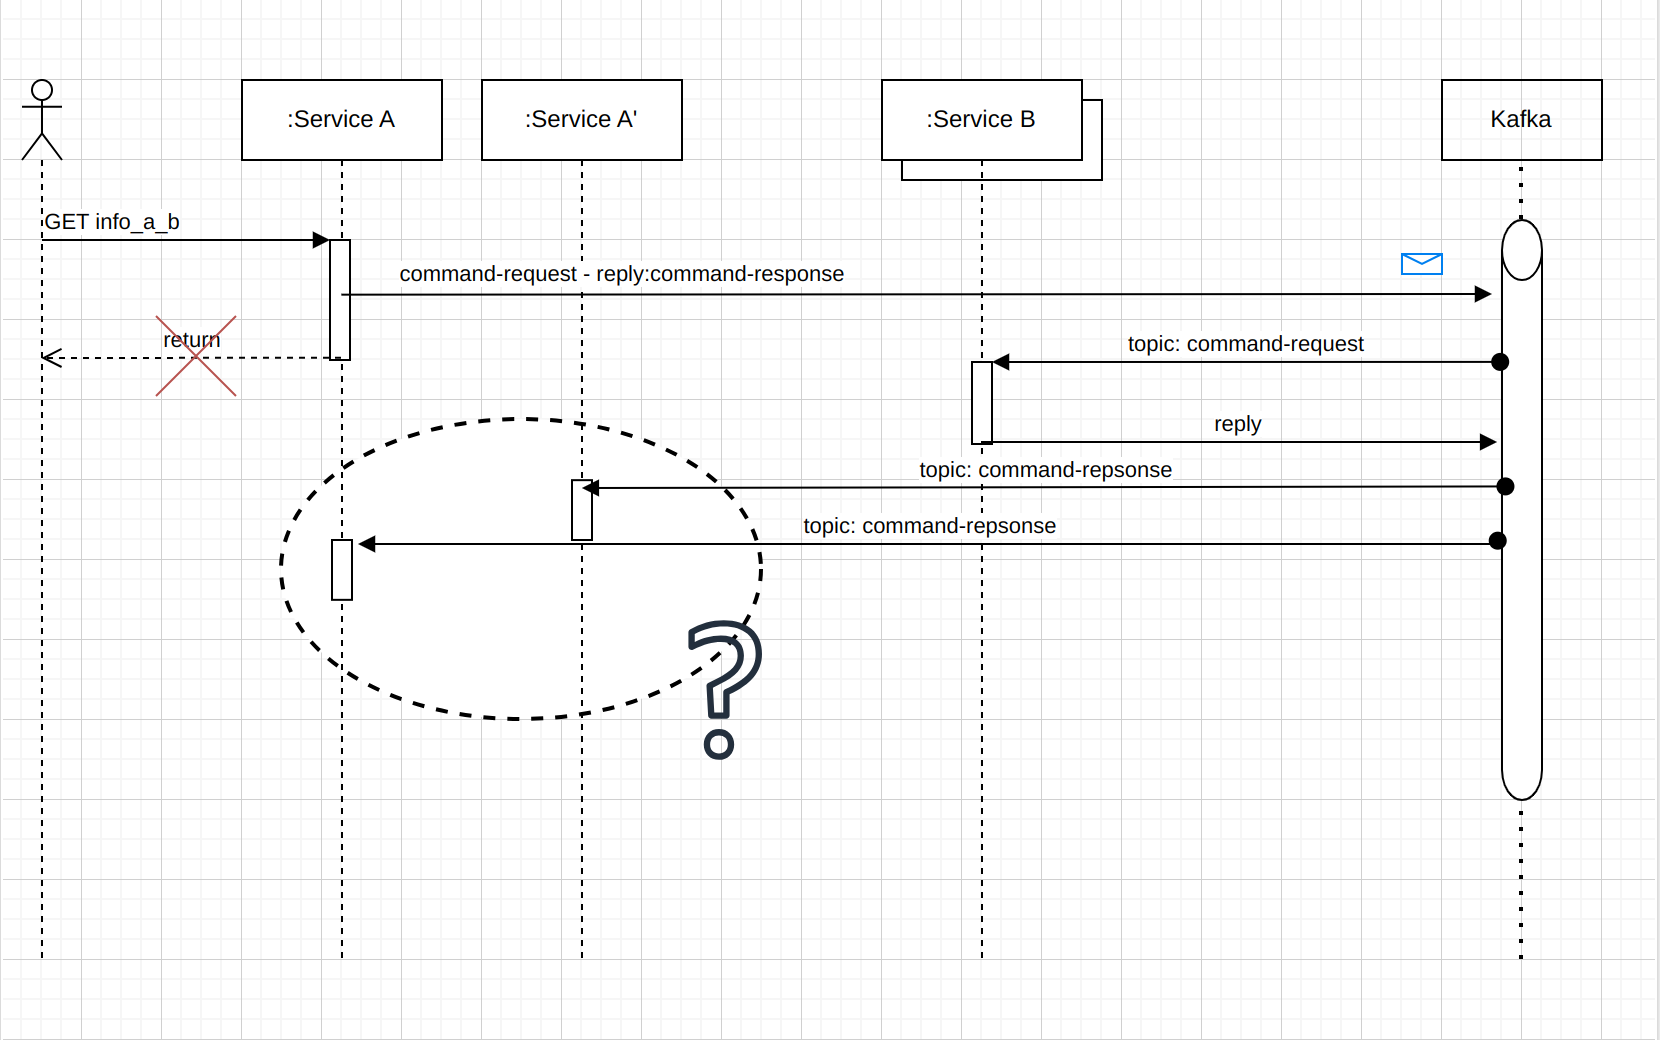 :Service A
:Service A'
:Service B
Kafka
GET info_a_b
command-request - reply:command-response
return
topic: command-request
reply
topic: command-repsonse
topic: command-repsonse
?